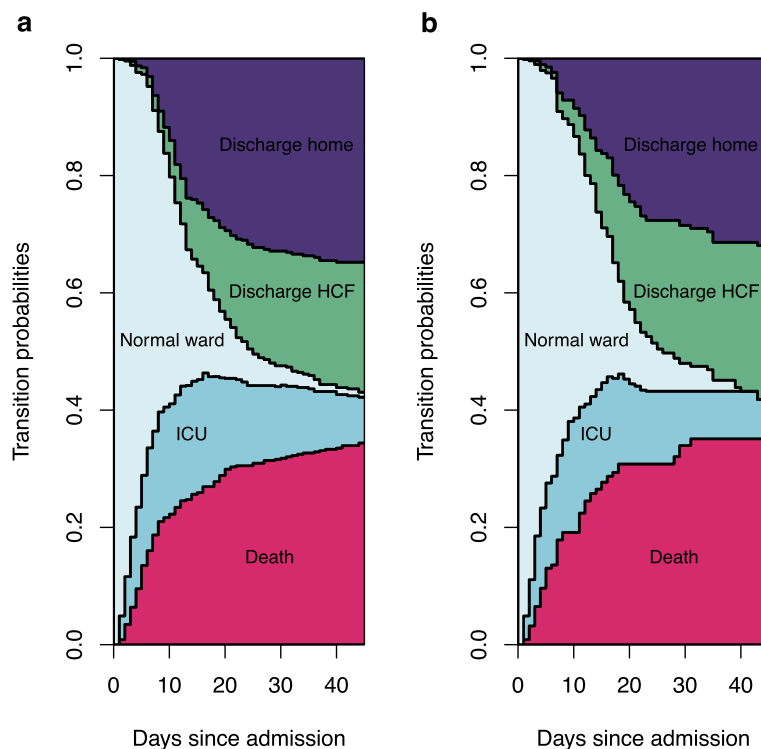 a
Transition probabilities
1.0
0.8
0.6
0.4
0.2
0.0
Discharge home
Discharge HCF
Normal ward
ICU
Death
0 10 20 30 40
Days since admission
b
Transition probabilities
1.0
0.8
0.6
0.4
0.2
0.0
Discharge home
Discharge HCF
Normal ward
ICU
Death
0 10 20 30 40
Days since admission